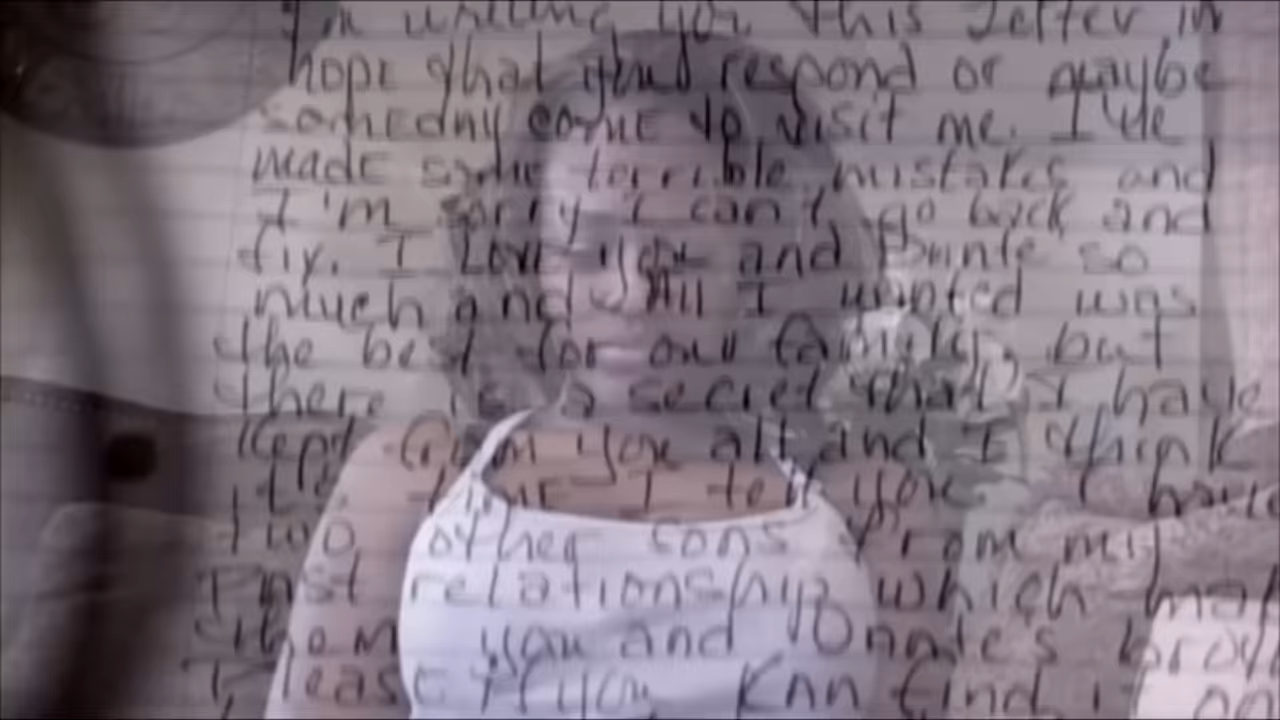 I'm writing you this letter in
hope that you respond or maybe
someday come to visit me. I've
made some terrible mistakes and
I'm sorry I can't go back and
fix. I Love you and so
much and all I wanted was
the best for our family, but
there is a secret that I have
kept from you all and I think
it's time I tell you. I have
two other sons from my
past relationship which
them you and
Please if you find it